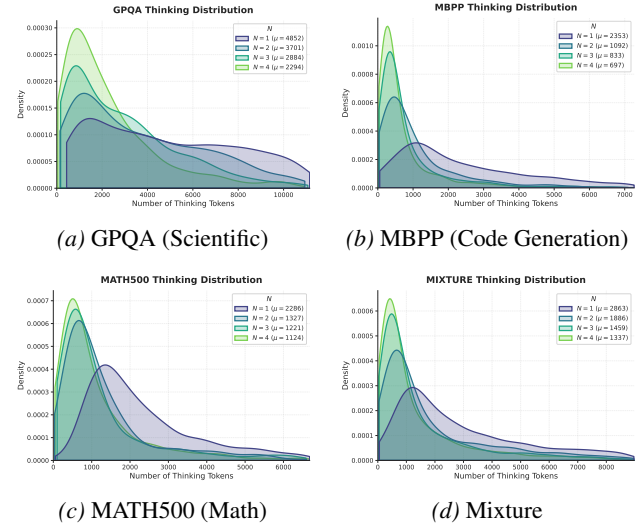 GPQA Thinking Distribution
Density
0.00030
0.00025
0.00020
0.00015
0.00010
0.00005
0.00000
N
N = 1 (μ = 4852)
N = 2 (μ = 3701)
N = 3 (μ = 2884)
N = 4 (μ = 2294)
0 2000 4000 6000 8000 10000
Number of Thinking Tokens
(a) GPQA (Scientific)
MBPP Thinking Distribution
Density
0.0010
0.0008
0.0006
0.0004
0.0002
0.0000
N
N = 1 (μ = 2353)
N = 2 (μ = 1092)
N = 3 (μ = 833)
N = 4 (μ = 697)
0 1000 2000 3000 4000 5000 6000 7000
Number of Thinking Tokens
(b) MBPP (Code Generation)
MATH500 Thinking Distribution
Density
0.0007
0.0006
0.0005
0.0004
0.0003
0.0002
0.0001
0.0000
N
N = 1 (μ = 2286)
N = 2 (μ = 1327)
N = 3 (μ = 1221)
N = 4 (μ = 1124)
0 1000 2000 3000 4000 5000 6000
Number of Thinking Tokens
(c) MATH500 (Math)
MIXTURE Thinking Distribution
Density
0.0006
0.0005
0.0004
0.0003
0.0002
0.0001
0.0000
N
N = 1 (μ = 2863)
N = 2 (μ = 1886)
N = 3 (μ = 1459)
N = 4 (μ = 1337)
0 1000 2000 3000 4000 5000 6000 7000 8000
Number of Thinking Tokens
(d) Mixture